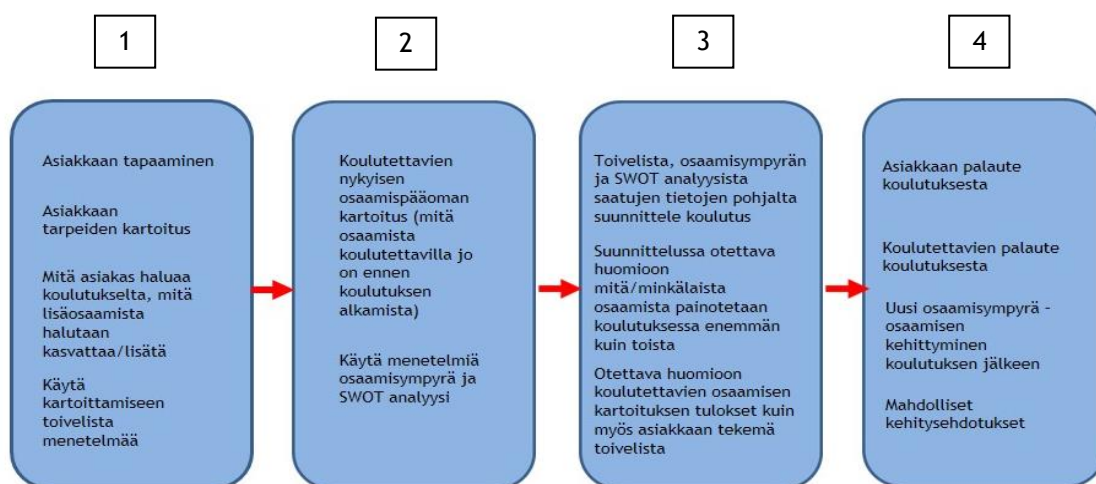 1
2
3
4
Asiakkaan tapaaminen
Asiakkaan
tarpeiden kartoitus
Mitä asiakas haluaa
koulutukselta, mitä
lisäosaamista
halutaan
kasvattaa/lisätä
Käytä
kartoittamiseen
toivelista
menetelmää
Koulutettavien
nykyisen
osaamispääoman
kartoitus (mitä
osaamista
koulutettavilla jo
on ennen
koulutuksen
alkamista)
Käytä menetelmiä
osaamisympyrä ja
SWOT analyysi
Toivelista, osaamisympyrän
ja SWOT analyysista
saatujen tietojen pohjalta
suunnittele koulutus
Suunnittelussa otettava
huomioon
mitä/minkälaista
osaamista painotetaan
koulutuksessa enemmän
kuin toista
Otettava huomioon
koulutettavien osaamisen
kartoituksen tulokset kuin
myös asiakkaan tekemä
toivelista
Asiakkaan palaute
koulutuksesta
Koulutettavien palaute
koulutuksesta
Uusi osaamisympyrä -
osaamisen
kehittyminen
koulutuksen jälkeen
Mahdolliset
kehitysehdotukset